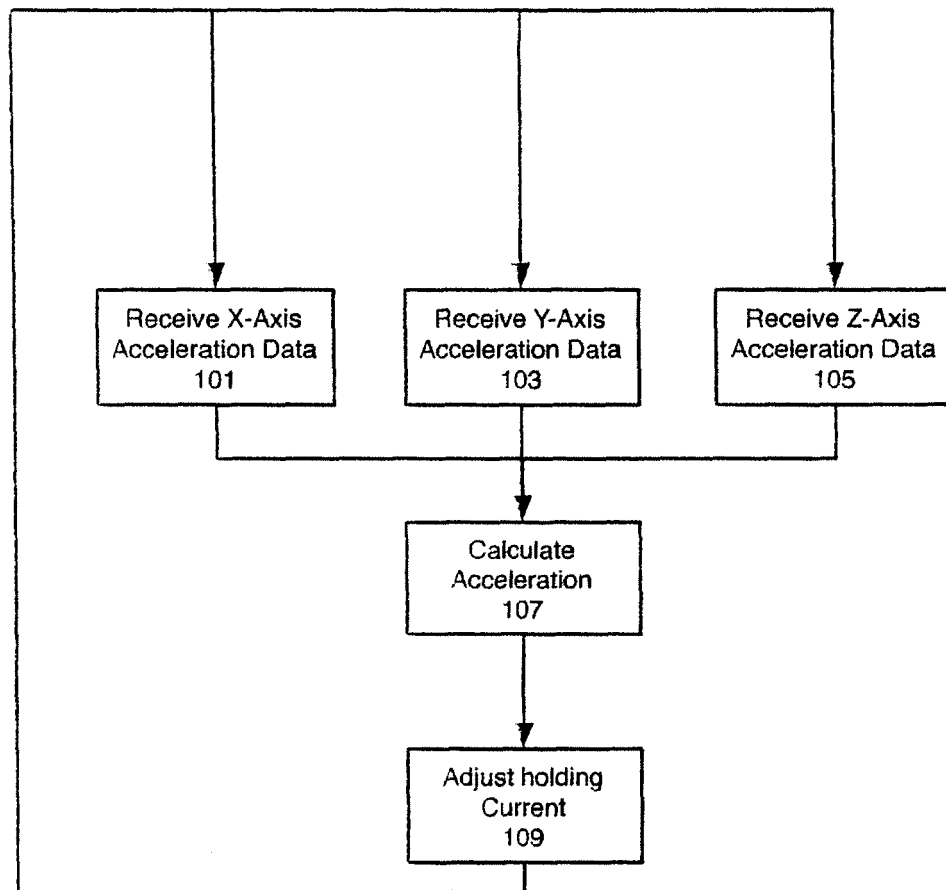 Receive X-Axis
Acceleration Data
101
Receive Y-Axis
Acceleration Data
103
Receive Z-Axis
Acceleration Data
105
Calculate
Acceleration
107
Adjust holding
Current
109